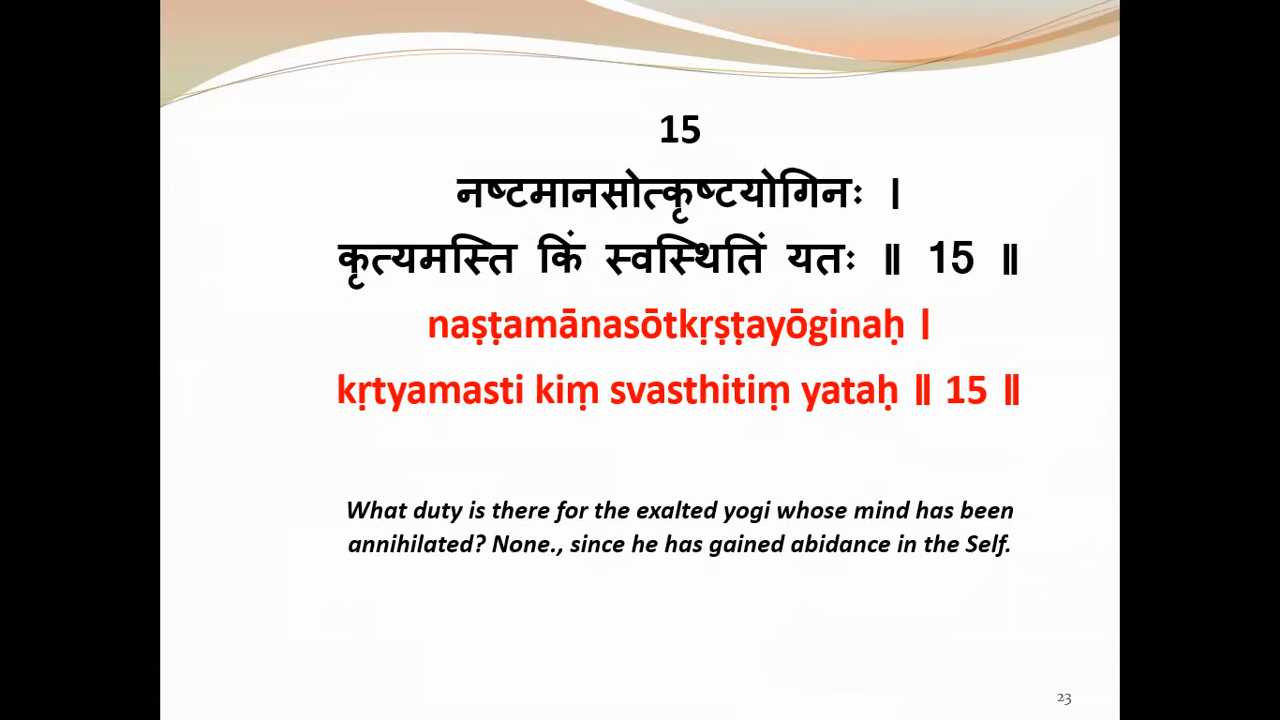 15
नष्टमानसोत्कृष्टयोगिनः ।
कृत्यमस्ति किं स्वस्थितिं यतः ॥ 15 ॥
naṣṭamānasōtkṛṣṭayōginaḥ ।
kṛtyamasti kiṃ svasthitiṃ yataḥ ॥ 15 ॥
What duty is there for the exalted yogi whose mind has been
annihilated? None., since he has gained abidance in the Self.
23